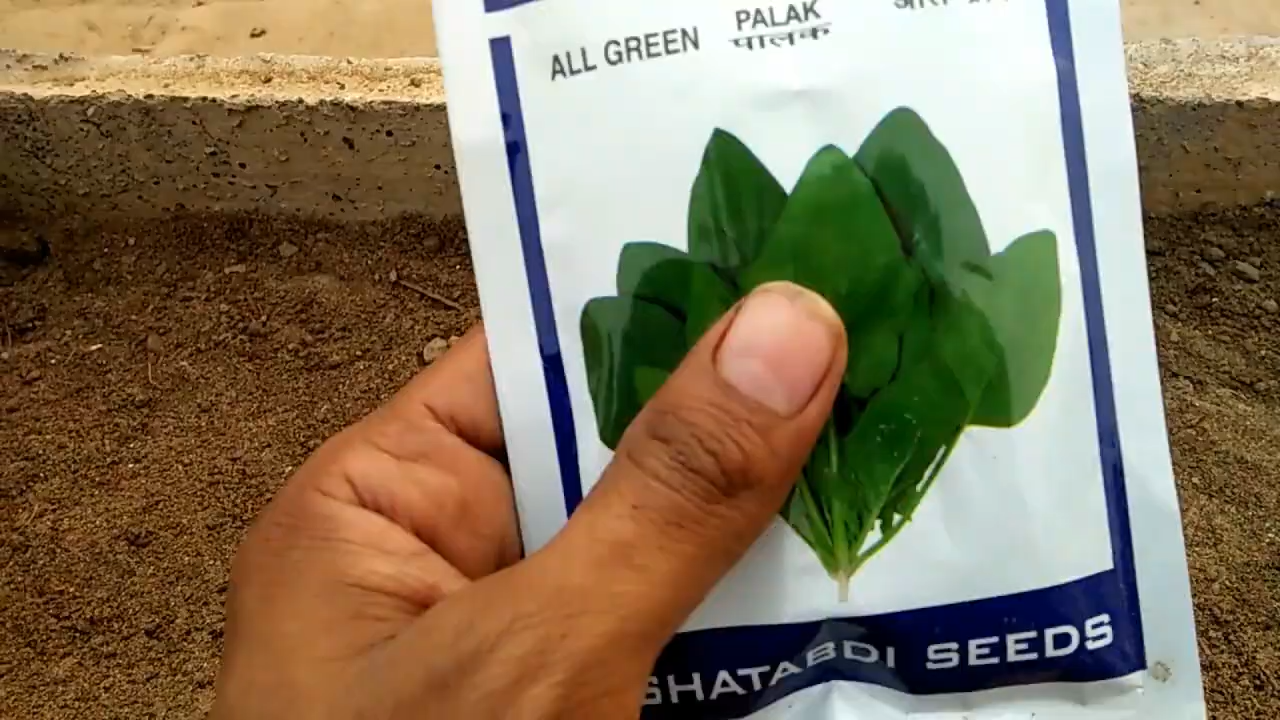 ALL GREEN PALAK
पालक
SHATABDI SEEDS